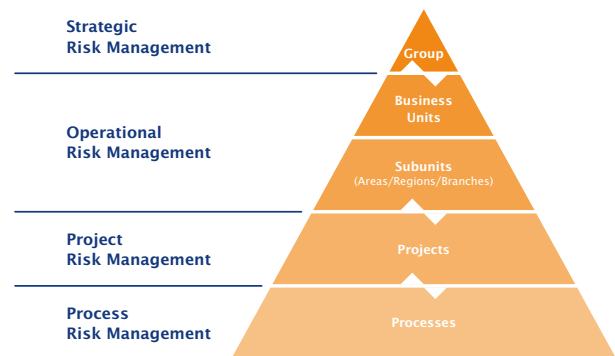 Strategic
Risk Management
Group
Business
Units
Operational
Risk Management
Subunits
(Areas/Regions/Branches)
Project
Risk Management
Projects
Process
Risk Management
Processes